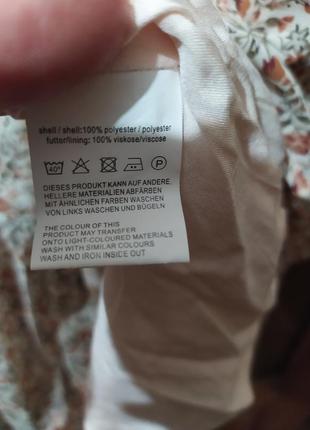 shell / shell:100% polyester / polyester
futter/lining: 100% viskose/viscose
40°
P
DIESES PRODUKT KANN AUF ANDERE,
HELLERE MATERIALIEN ABFÄRBEN
MIT ÄHNLICHEN FARBEN WASCHEN
VON LINKS WASCHEN UND BÜGELN
THE COLOUR OF THIS
PRODUCT MAY TRANSFER
ONTO LIGHT-COLOURED MATERIALS
WASH WITH SIMILAR COLOURS
WASH AND IRON INSIDE OUT